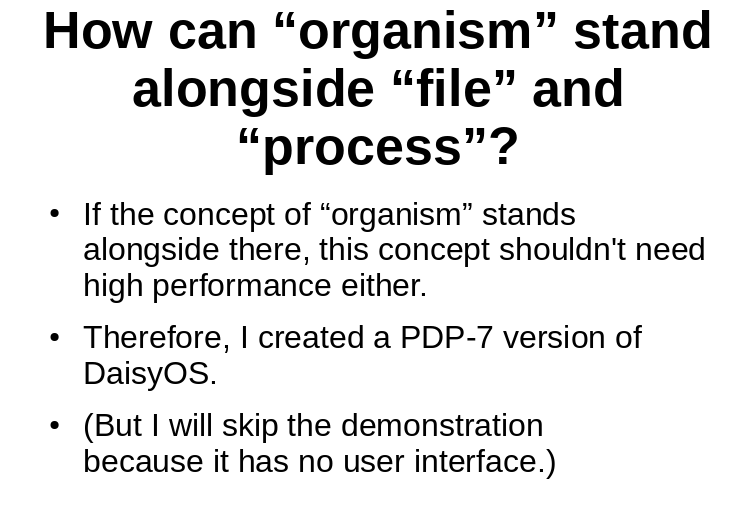 How can “organism” stand
alongside “file” and
“process”?
• If the concept of “organism” stands
alongside there, this concept shouldn't need
high performance either.
• Therefore, I created a PDP-7 version of
DaisyOS.
• (But I will skip the demonstration
because it has no user interface.)